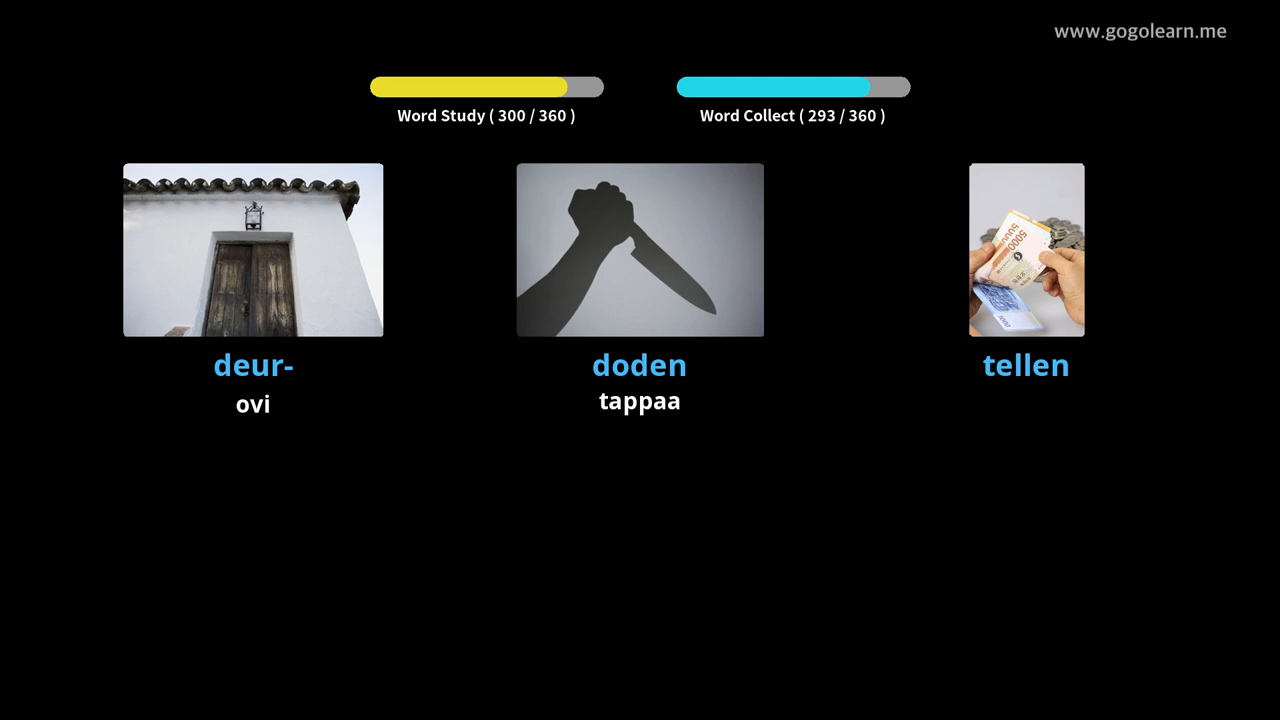 www.gogolearn.me
Word Study ( 300 / 360 )
Word Collect ( 293 / 360 )
deur-
doden
tellen
ovi
tappaa